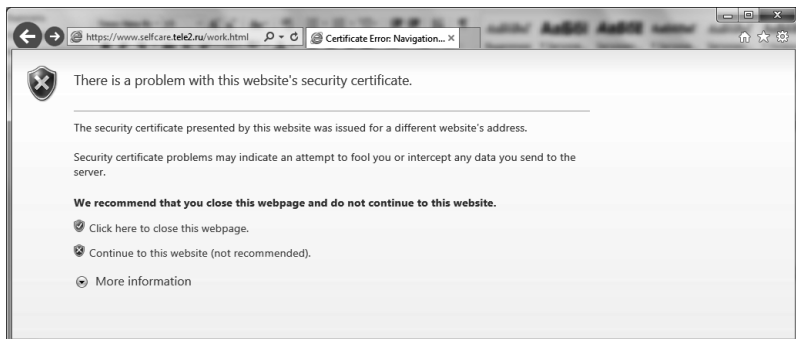 https://www.selfcare.tele2.ru/work.html
Certificate Error: Navigation...
There is a problem with this website's security certificate.
The security certificate presented by this website was issued for a different website's address.
Security certificate problems may indicate an attempt to fool you or intercept any data you send to the
server.
We recommend that you close this webpage and do not continue to this website.
Click here to close this webpage.
Continue to this website (not recommended).
More information